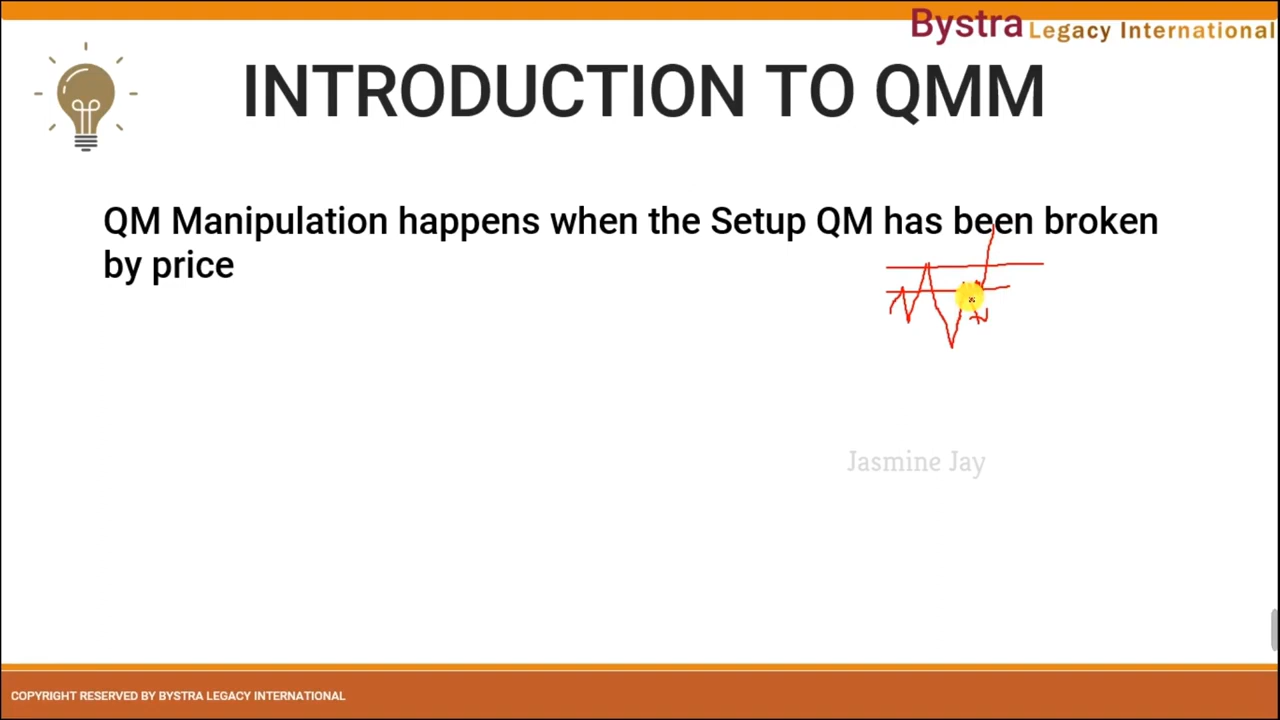 Bystra Legacy International
INTRODUCTION TO QMM
QM Manipulation happens when the Setup QM has been broken
by price
Jasmine Jay
COPYRIGHT RESERVED BY BYSTRA LEGACY INTERNATIONAL